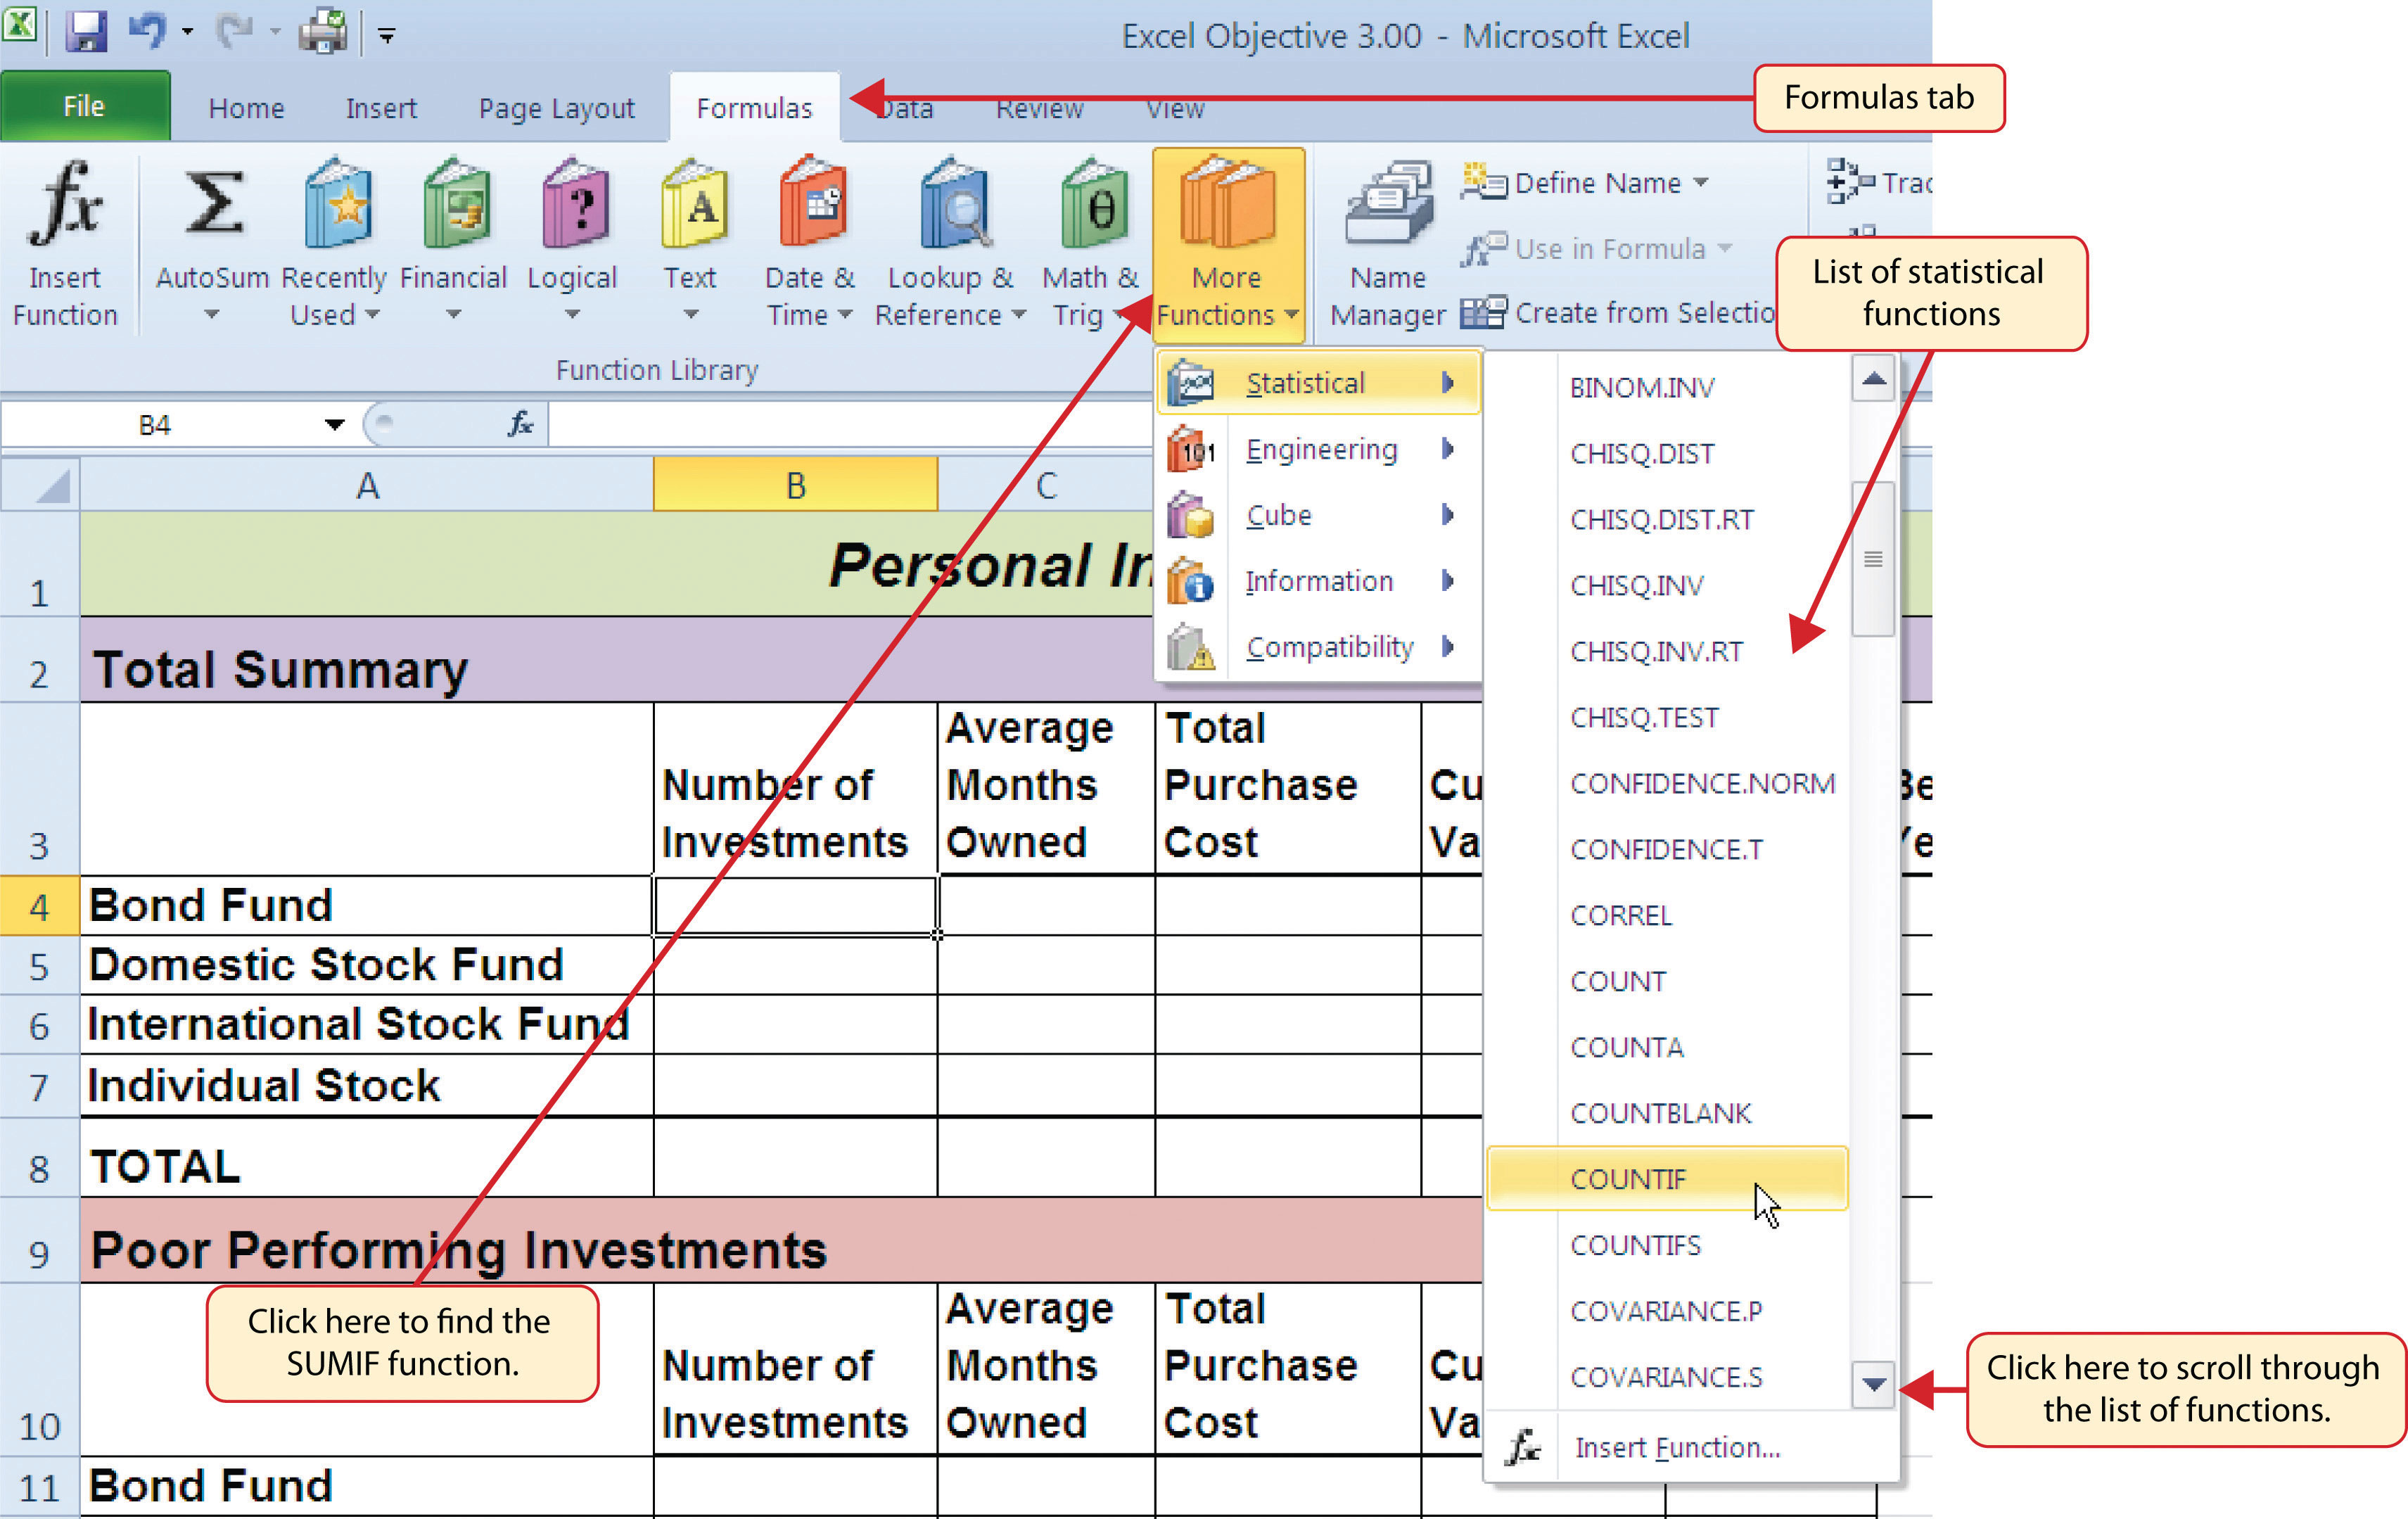 Excel Objective 3.00 - Microsoft Excel
File Home Insert Page Layout Formulas Data Review View
Formulas tab
Insert Function
AutoSum
Recently Used
Financial
Logical
Text
Date & Time
Lookup & Reference
Math & Trig
More Functions
Name Manager
Define Name
Use in Formula
Create from Selectio
Trac
Function Library
List of statistical
functions
B4 fx
A B C
Statistical
Engineering
Cube
Information
Compatibility
BINOM.INV
CHISQ.DIST
CHISQ.DIST.RT
CHISQ.INV
CHISQ.INV.RT
CHISQ.TEST
CONFIDENCE.NORM
CONFIDENCE.T
CORREL
COUNT
COUNTA
COUNTBLANK
COUNTIF
COUNTIFS
COVARIANCE.P
COVARIANCE.S
Insert Function...
1 Personal In
2 Total Summary
3
Number of
Investments
Average
Months
Owned
Total
Purchase
Cost
Cu
Va
4 Bond Fund
5 Domestic Stock Fund
6 International Stock Fund
7 Individual Stock
8 TOTAL
9 Poor Performing Investments
Click here to find the
SUMIF function.
10
Number of
Investments
Average
Months
Owned
Total
Purchase
Cost
Cu
Va
11 Bond Fund
Click here to scroll through
the list of functions.